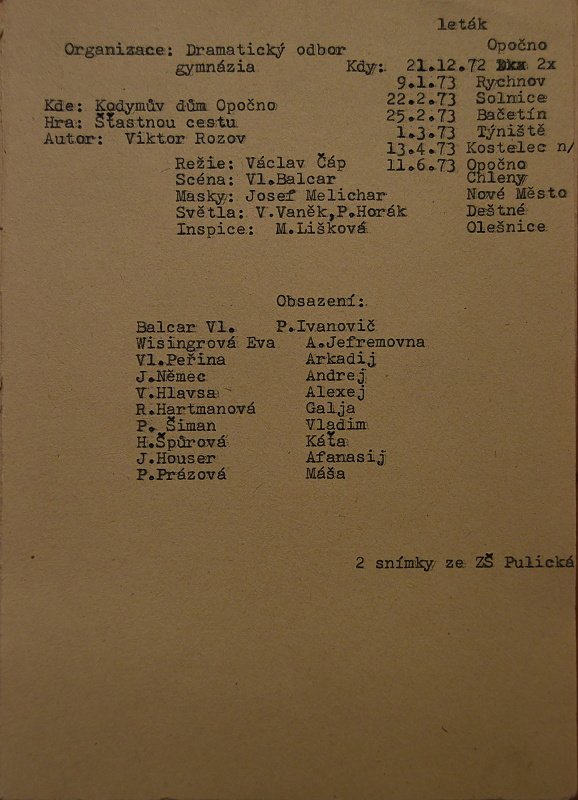 leták
Organizace: Dramatický odbor Opočno
gymnázia Kdy: 21.12.72 2x
9.1.73 Rychnov
22.2.73 Solnice
Kde: Kodymův dům Opočno 25.2.73 Bačetín
Hra: Šťastnou cestu 1.3.73 Týniště
Autor: Viktor Rozov 13.4.73 Kostelec n/
Režie: Václav Čáp 11.6.73 Opočno
Scéna: Vl.Balcar Chleny
Masky: Josef Melichar Nové Město
Světla: V.Vaněk,P.Horák Deštné
Inspice: M.Lišková Olešnice
Obsazení:
Balcar Vl. P.Ivanovič
Wisingrová Eva A.Jefremovna
Vl.Peřina Arkadij
J.Němec Andrej
V.Hlavsa Alexej
R.Hartmanová Galja
P. Šiman Vladim
H.Špůrová Káťa
J.Houser Afanasij
P.Prázová Máša
2 snímky ze ZŠ Pulická